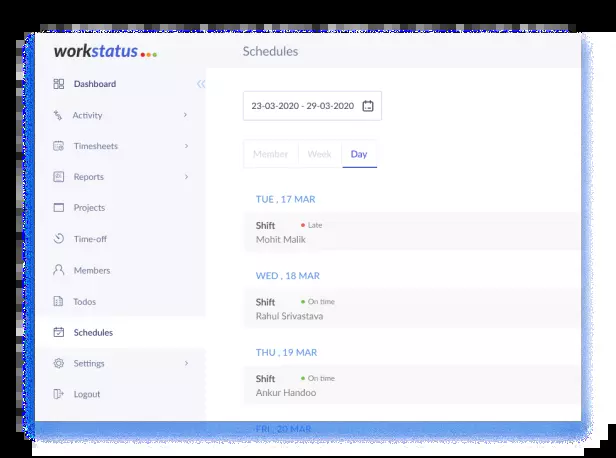 workstatus
Schedules
Dashboard
Activity
Timesheets
Reports
Projects
Time-off
Members
Todos
Schedules
Settings
Logout
23-03-2020 - 29-03-2020
Member Week Day
TUE , 17 MAR
Shift Late
Mohit Malik
WED , 18 MAR
Shift On time
Rahul Srivastava
THU , 19 MAR
Shift On time
Ankur Handoo
FRI, 20 MAR